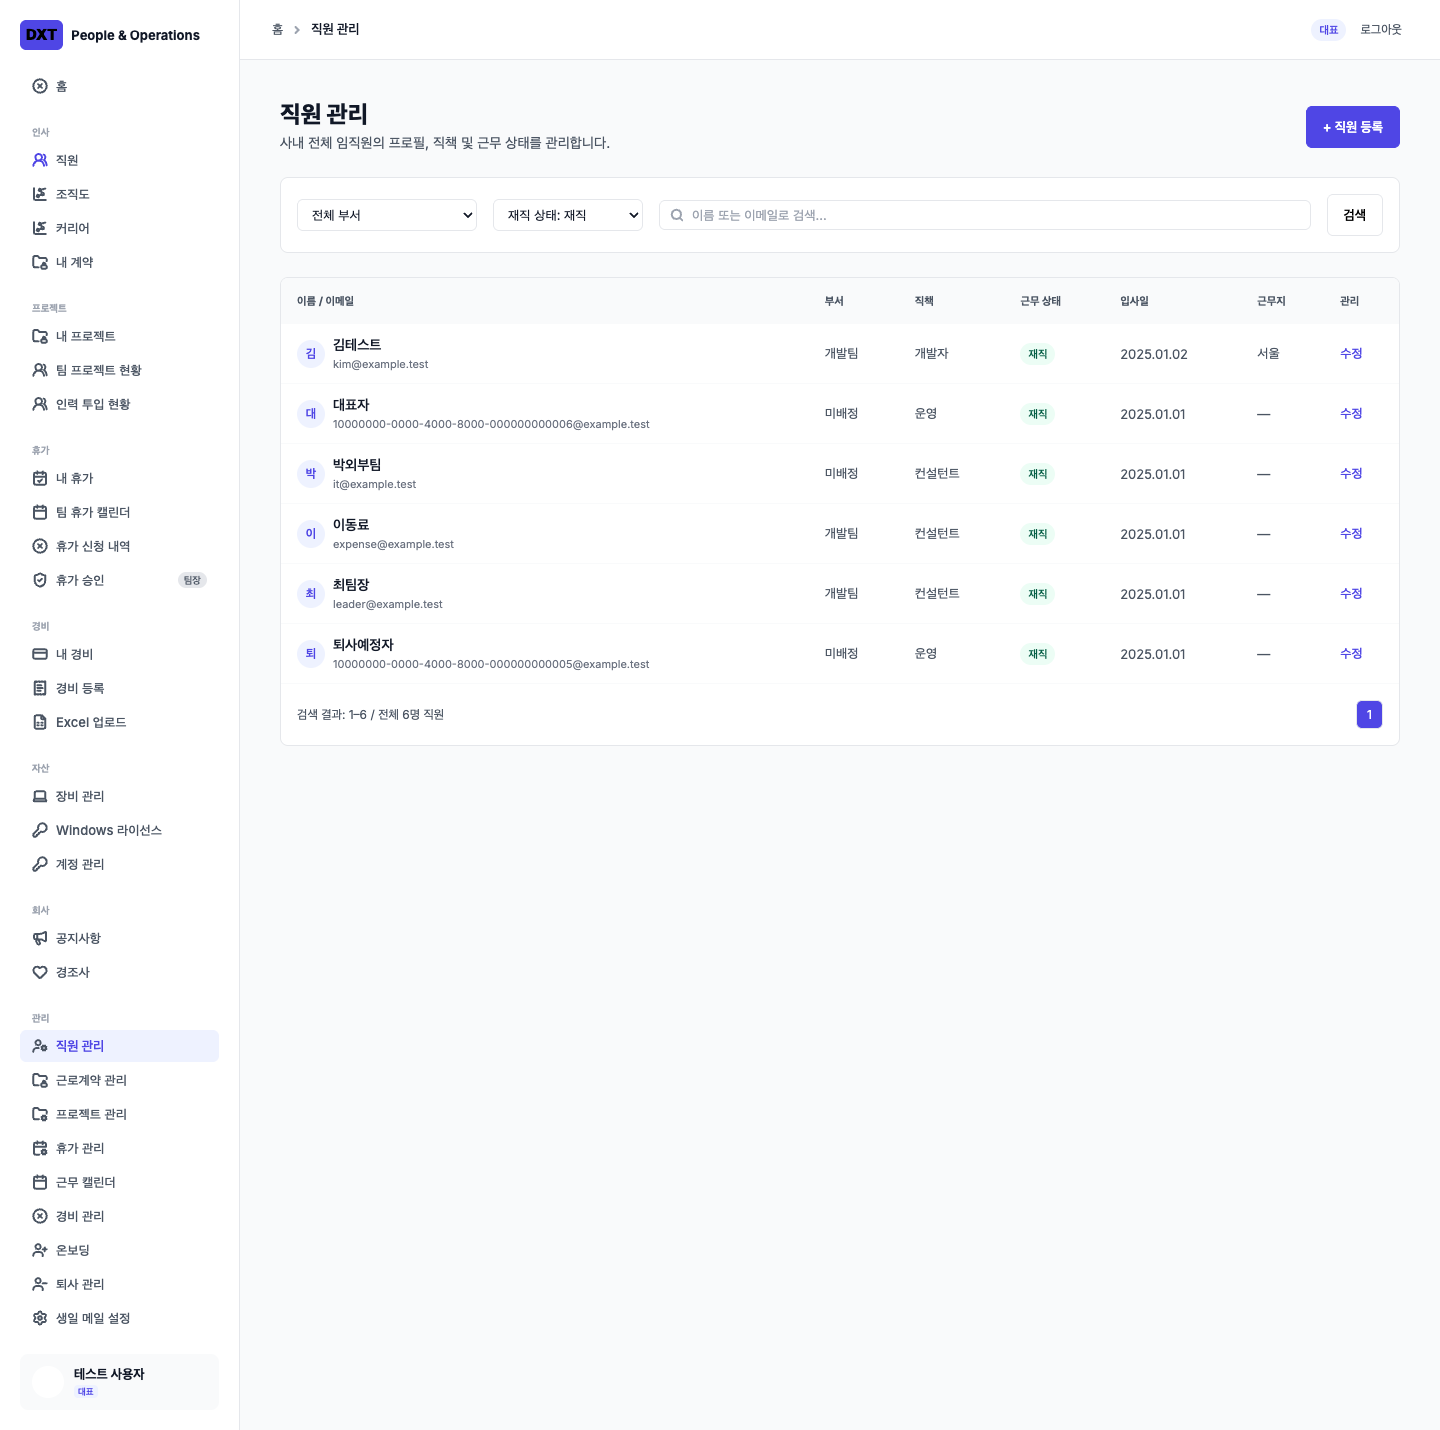 DXT People & Operations
홈
인사
직원
조직도
커리어
내 계약
프로젝트
내 프로젝트
팀 프로젝트 현황
인력 투입 현황
휴가
내 휴가
팀 휴가 캘린더
휴가 신청 내역
휴가 승인 팀장
경비
내 경비
경비 등록
Excel 업로드
자산
장비 관리
Windows 라이선스
계정 관리
회사
공지사항
경조사
관리
직원 관리
근로계약 관리
프로젝트 관리
휴가 관리
근무 캘린더
경비 관리
온보딩
퇴사 관리
생일 메일 설정
테스트 사용자
대표
홈 > 직원 관리
대표 로그아웃
직원 관리
사내 전체 임직원의 프로필, 직책 및 근무 상태를 관리합니다.
+ 직원 등록
전체 부서 재직 상태: 재직 이름 또는 이메일로 검색... 검색
이름 / 이메일 부서 직책 근무 상태 입사일 근무지 관리
김 김테스트 개발팀 개발자 재직 2025.01.02 서울 수정
kim@example.test
대 대표자 미배정 운영 재직 2025.01.01 — 수정
10000000-0000-4000-8000-000000000006@example.test
박 박외부팀 미배정 컨설턴트 재직 2025.01.01 — 수정
it@example.test
이 이동료 개발팀 컨설턴트 재직 2025.01.01 — 수정
expense@example.test
최 최팀장 개발팀 컨설턴트 재직 2025.01.01 — 수정
leader@example.test
퇴 퇴사예정자 미배정 운영 재직 2025.01.01 — 수정
10000000-0000-4000-8000-000000000005@example.test
검색 결과: 1–6 / 전체 6명 직원 1